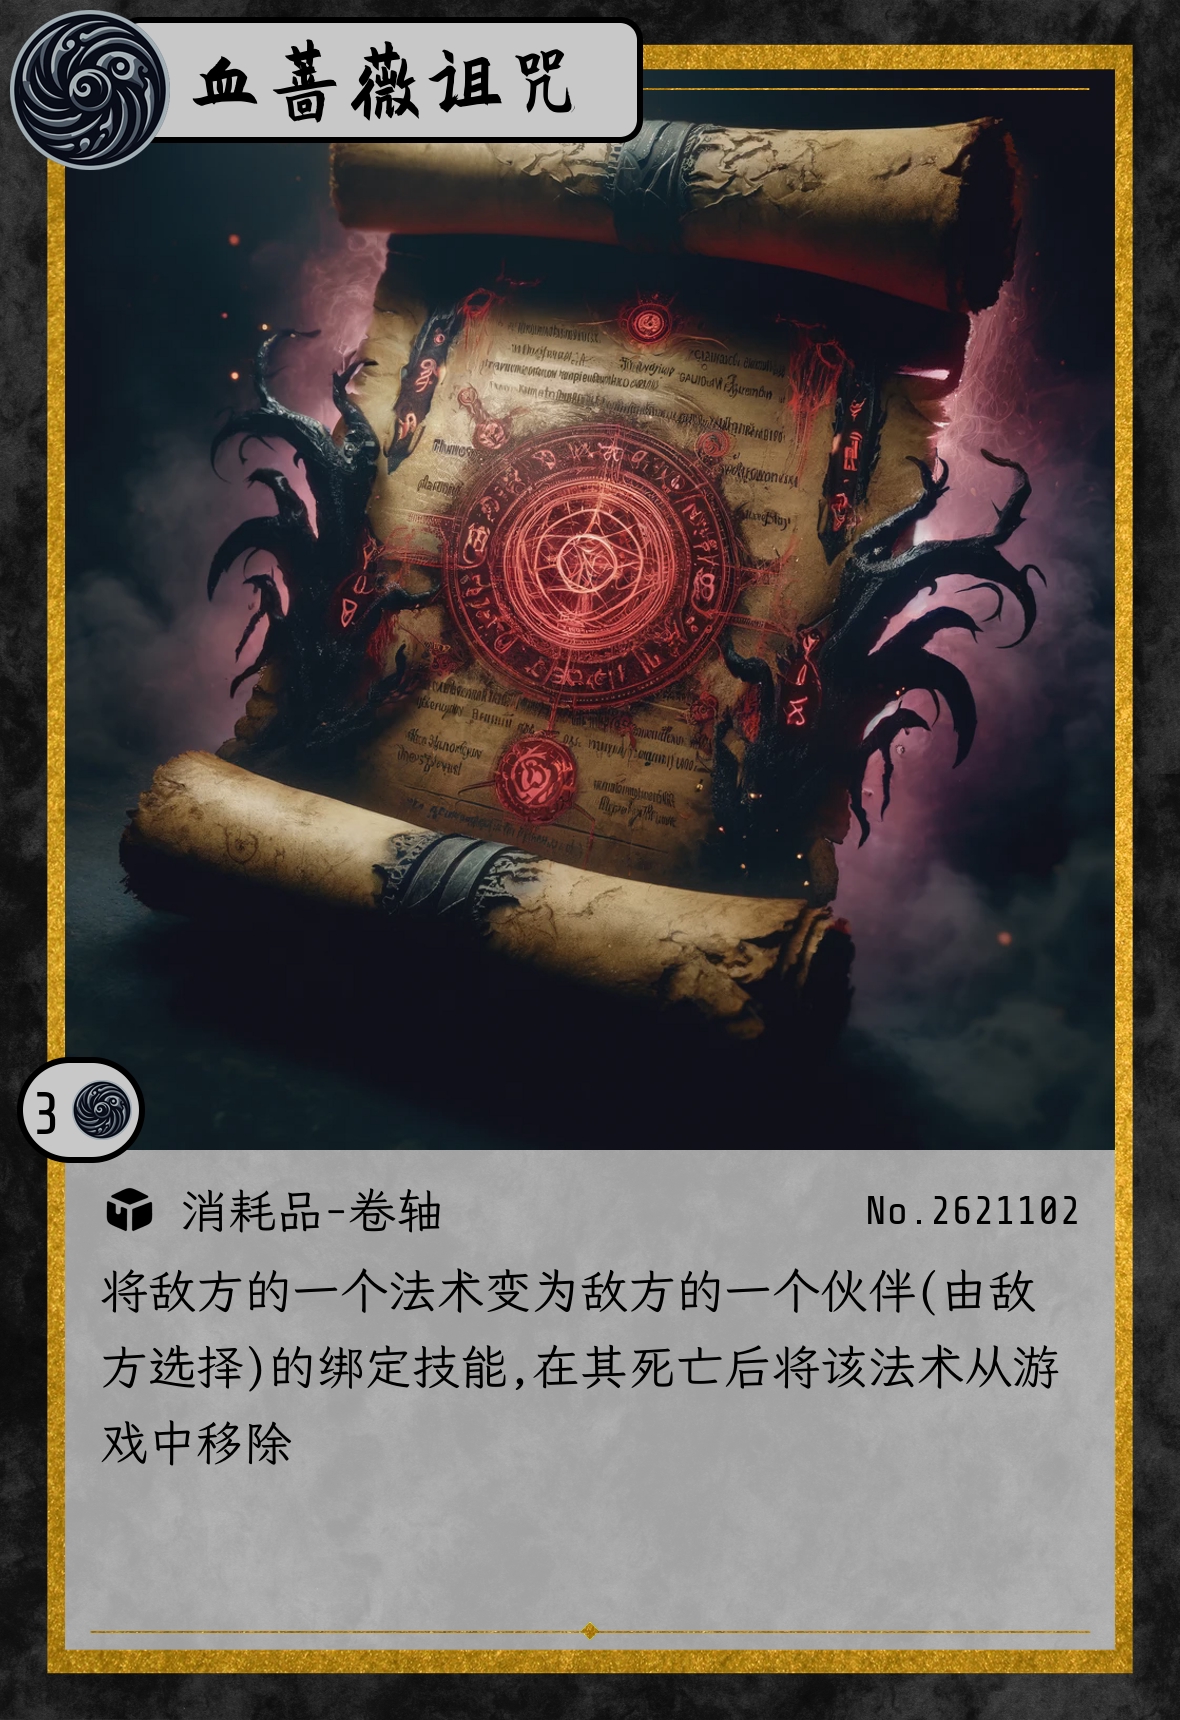 血蔷薇诅咒
3
消耗品-卷轴
No.2621102
将敌方的一个法术变为敌方的一个伙伴(由敌
方选择)的绑定技能,在其死亡后将该法术从游
戏中移除